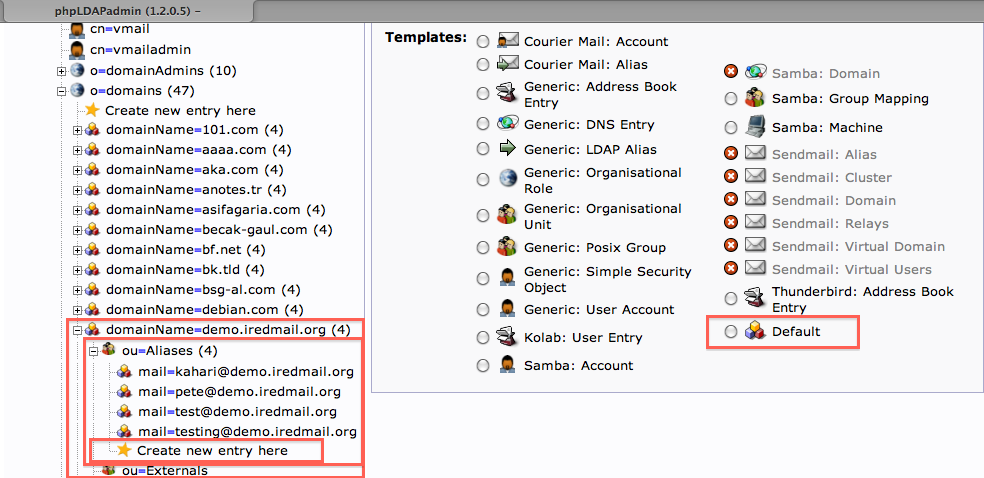 phpLDAPadmin (1.2.0.5) –
cn=vmail
cn=vmailadmin
o=domainAdmins (10)
o=domains (47)
Create new entry here
domainName=101.com (4)
domainName=aaaa.com (4)
domainName=aka.com (4)
domainName=anotes.tr (4)
domainName=asifagaria.com (4)
domainName=becak-gaul.com (4)
domainName=bf.net (4)
domainName=bk.tld (4)
domainName=bsg-al.com (4)
domainName=debian.com (4)
domainName=demo.iredmail.org (4)
ou=Aliases (4)
mail=kahari@demo.iredmail.org
mail=pete@demo.iredmail.org
mail=test@demo.iredmail.org
mail=testing@demo.iredmail.org
Create new entry here
ou=Externals
Templates:
Courier Mail: Account
Courier Mail: Alias
Generic: Address Book
Entry
Generic: DNS Entry
Generic: LDAP Alias
Generic: Organisational
Role
Generic: Organisational
Unit
Generic: Posix Group
Generic: Simple Security
Object
Generic: User Account
Kolab: User Entry
Samba: Account
Samba: Domain
Samba: Group Mapping
Samba: Machine
Sendmail: Alias
Sendmail: Cluster
Sendmail: Domain
Sendmail: Relays
Sendmail: Virtual Domain
Sendmail: Virtual Users
Thunderbird: Address Book
Entry
Default